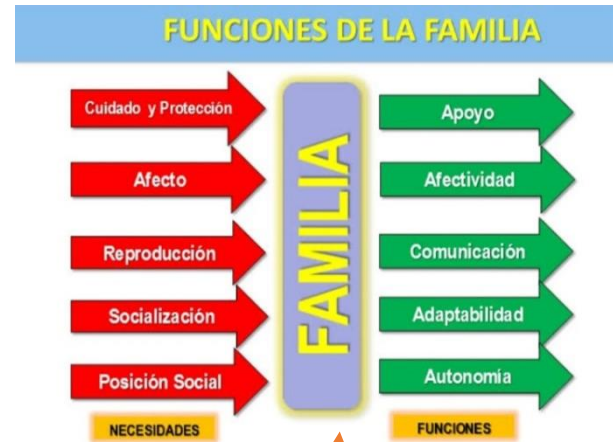 FUNCIONES DE LA FAMILIA
Cuidado y Protección
Afecto
Reproducción
Socialización
Posición Social
NECESIDADES
FAMILIA
Apoyo
Afectividad
Comunicación
Adaptabilidad
Autonomía
FUNCIONES